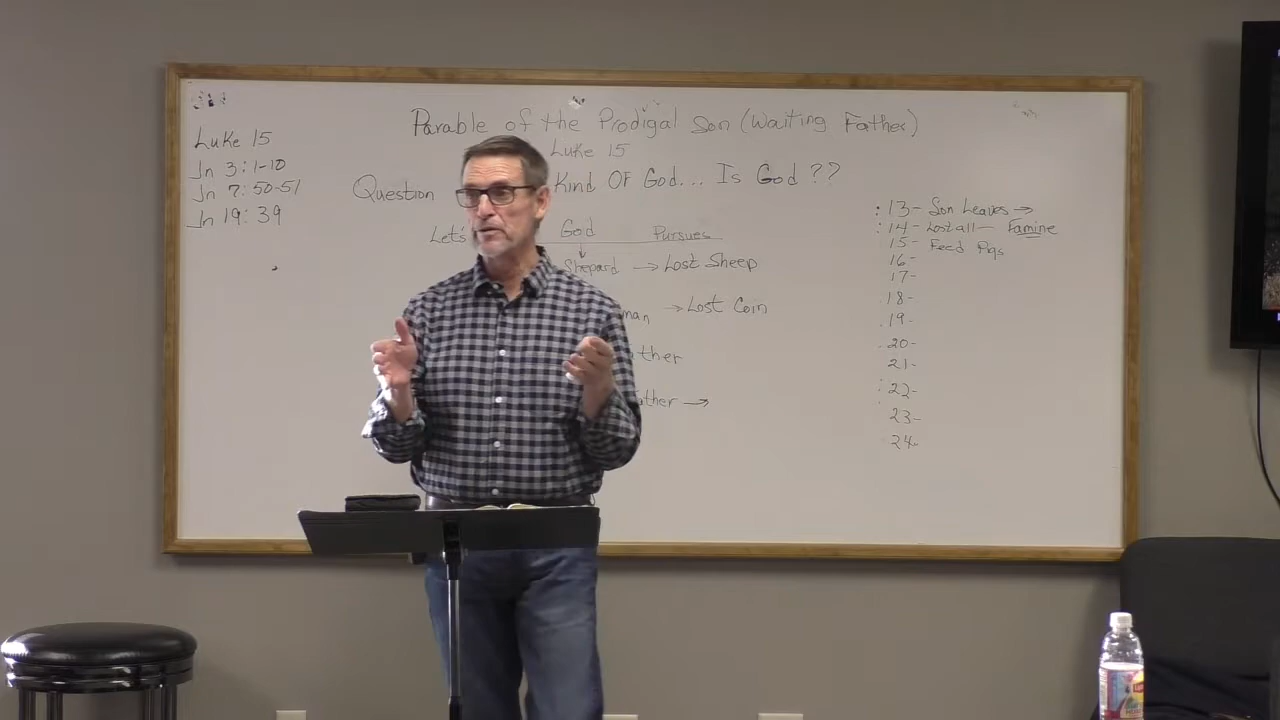 Parable of the Prodigal Son (Waiting Father)
Luke 15
Luke 15
Jn 3:1-10
Jn 7:50-51
Jn 19:39
Question Kind Of God... Is God??
Let's God Pursues
Shepard → Lost Sheep
man → Lost Coin
ther
ather →
:13- Son Leaves →
:14- Lost all - Famine
15- Feed Pigs
16-
17-
18-
19-
20-
21-
22-
23-
24-